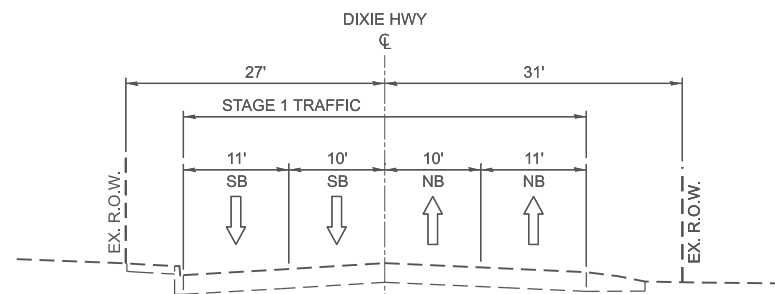 DIXIE HWY
℄
27' 31'
STAGE 1 TRAFFIC
11' 10' 10' 11'
SB SB NB NB
EX. R.O.W.
EX. R.O.W.